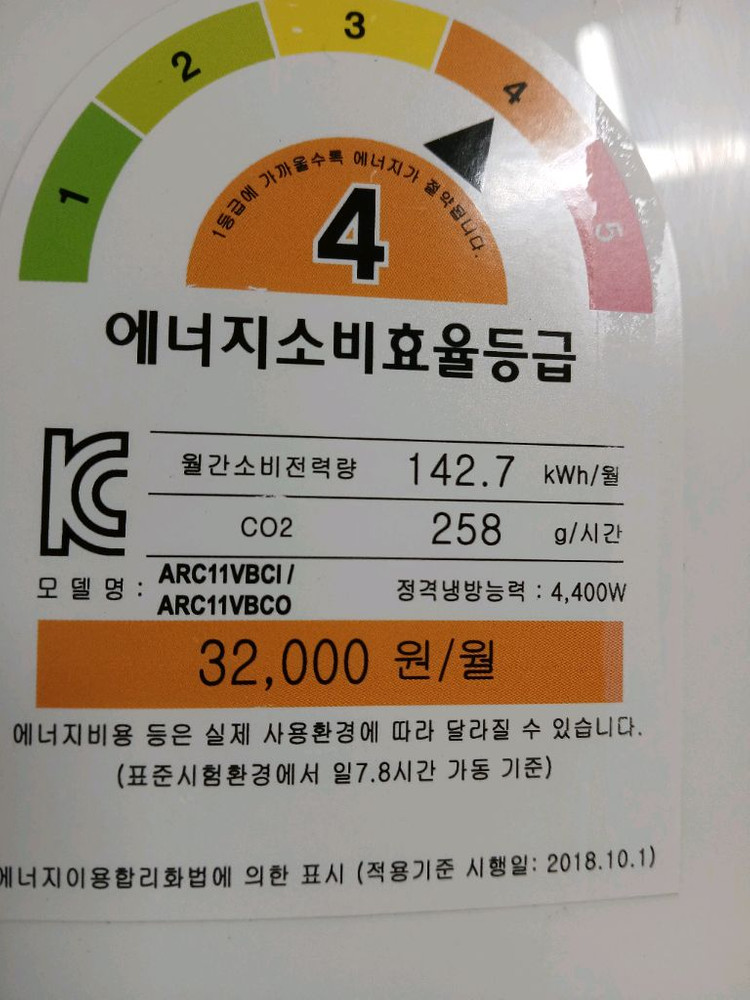 1 2 3 4 5
1등급에 가까울수록 에너지가 절약됩니다.
4
에너지소비효율등급
월간소비전력량 142.7 kWh/월
CO2 258 g/시간
모델명 : ARC11VBCI /
ARC11VBCO
정격냉방능력 : 4,400W
32,000 원/월
에너지비용 등은 실제 사용환경에 따라 달라질 수 있습니다.
(표준시험환경에서 일7.8시간 가동 기준)
에너지이용합리화법에 의한 표시 (적용기준 시행일: 2018.10.1)